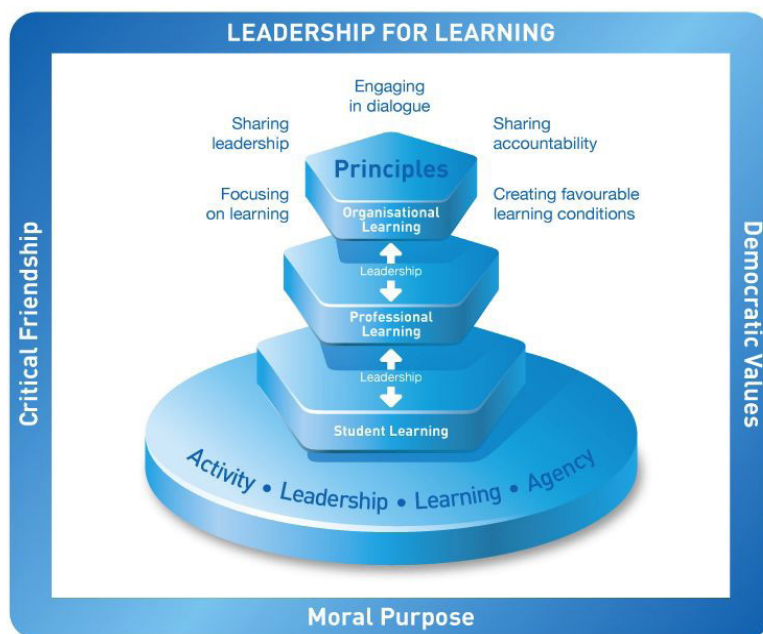 LEADERSHIP FOR LEARNING
Engaging
in dialogue
Sharing
leadership
Sharing
accountability
Principles
Focusing
on learning
Creating favourable
learning conditions
Organisational
Learning
Leadership
Professional
Learning
Leadership
Student Learning
Activity • Leadership • Learning • Agency
Critical Friendship
Democratic Values
Moral Purpose